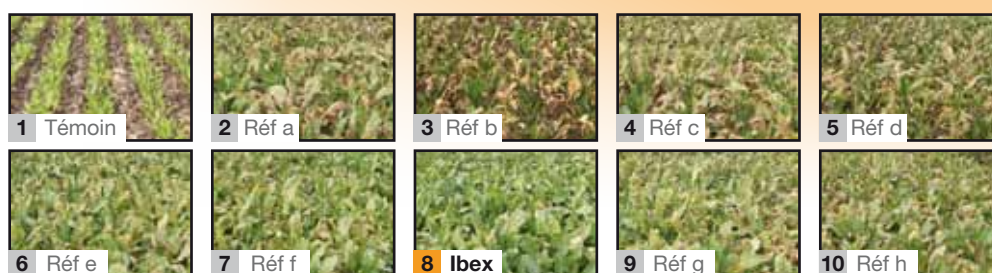 1 Témoin
2 Réf a
3 Réf b
4 Réf c
5 Réf d
6 Réf e
7 Réf f
8 Ibex
9 Réf g
10 Réf h